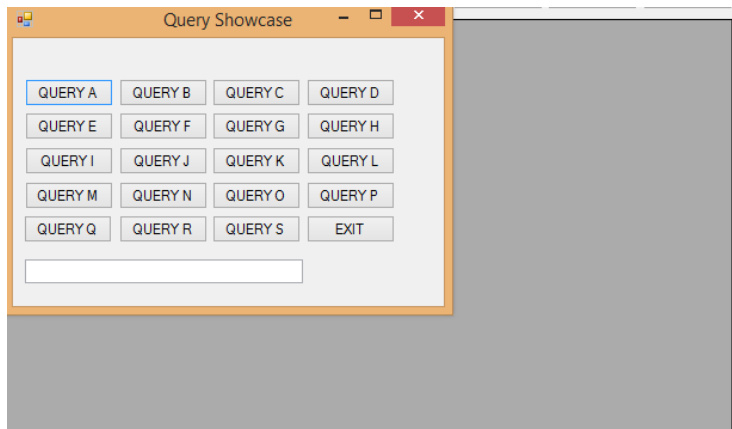 Query Showcase
QUERY A QUERY B QUERY C QUERY D
QUERY E QUERY F QUERY G QUERY H
QUERY I QUERY J QUERY K QUERY L
QUERY M QUERY N QUERY O QUERY P
QUERY Q QUERY R QUERY S EXIT